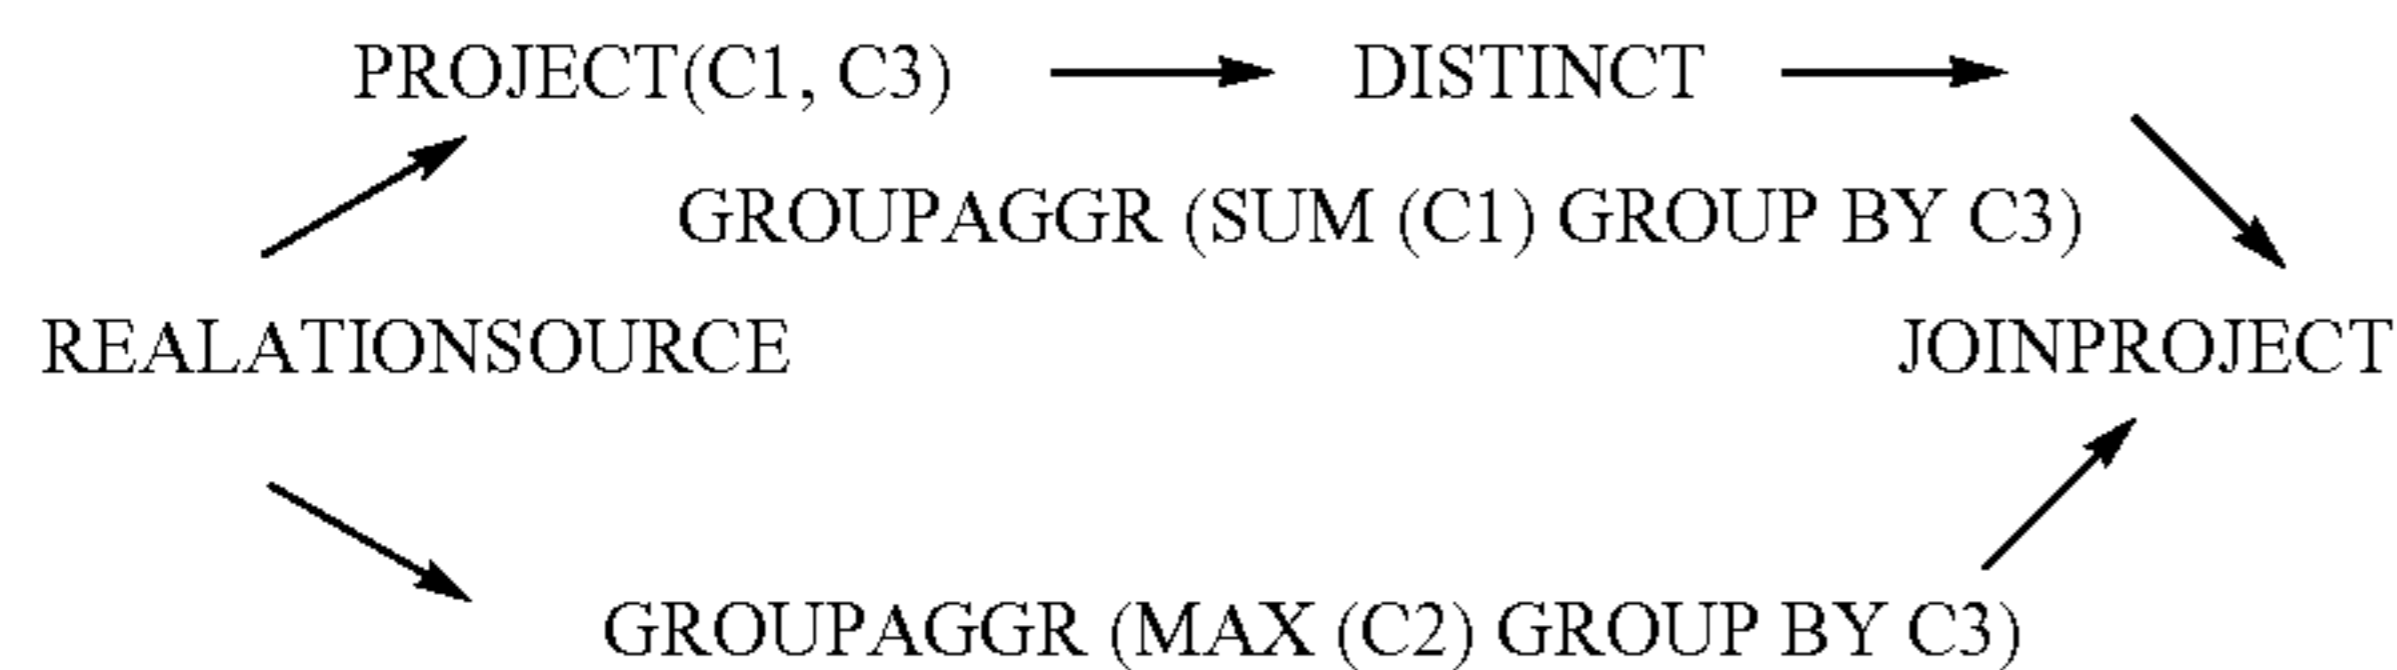 PROJECT(C1, C3) DISTINCT
GROUPAGGR (SUM (C1) GROUP BY C3)
REALATIONSOURCE JOINPROJECT
GROUPAGGR (MAX (C2) GROUP BY C3)